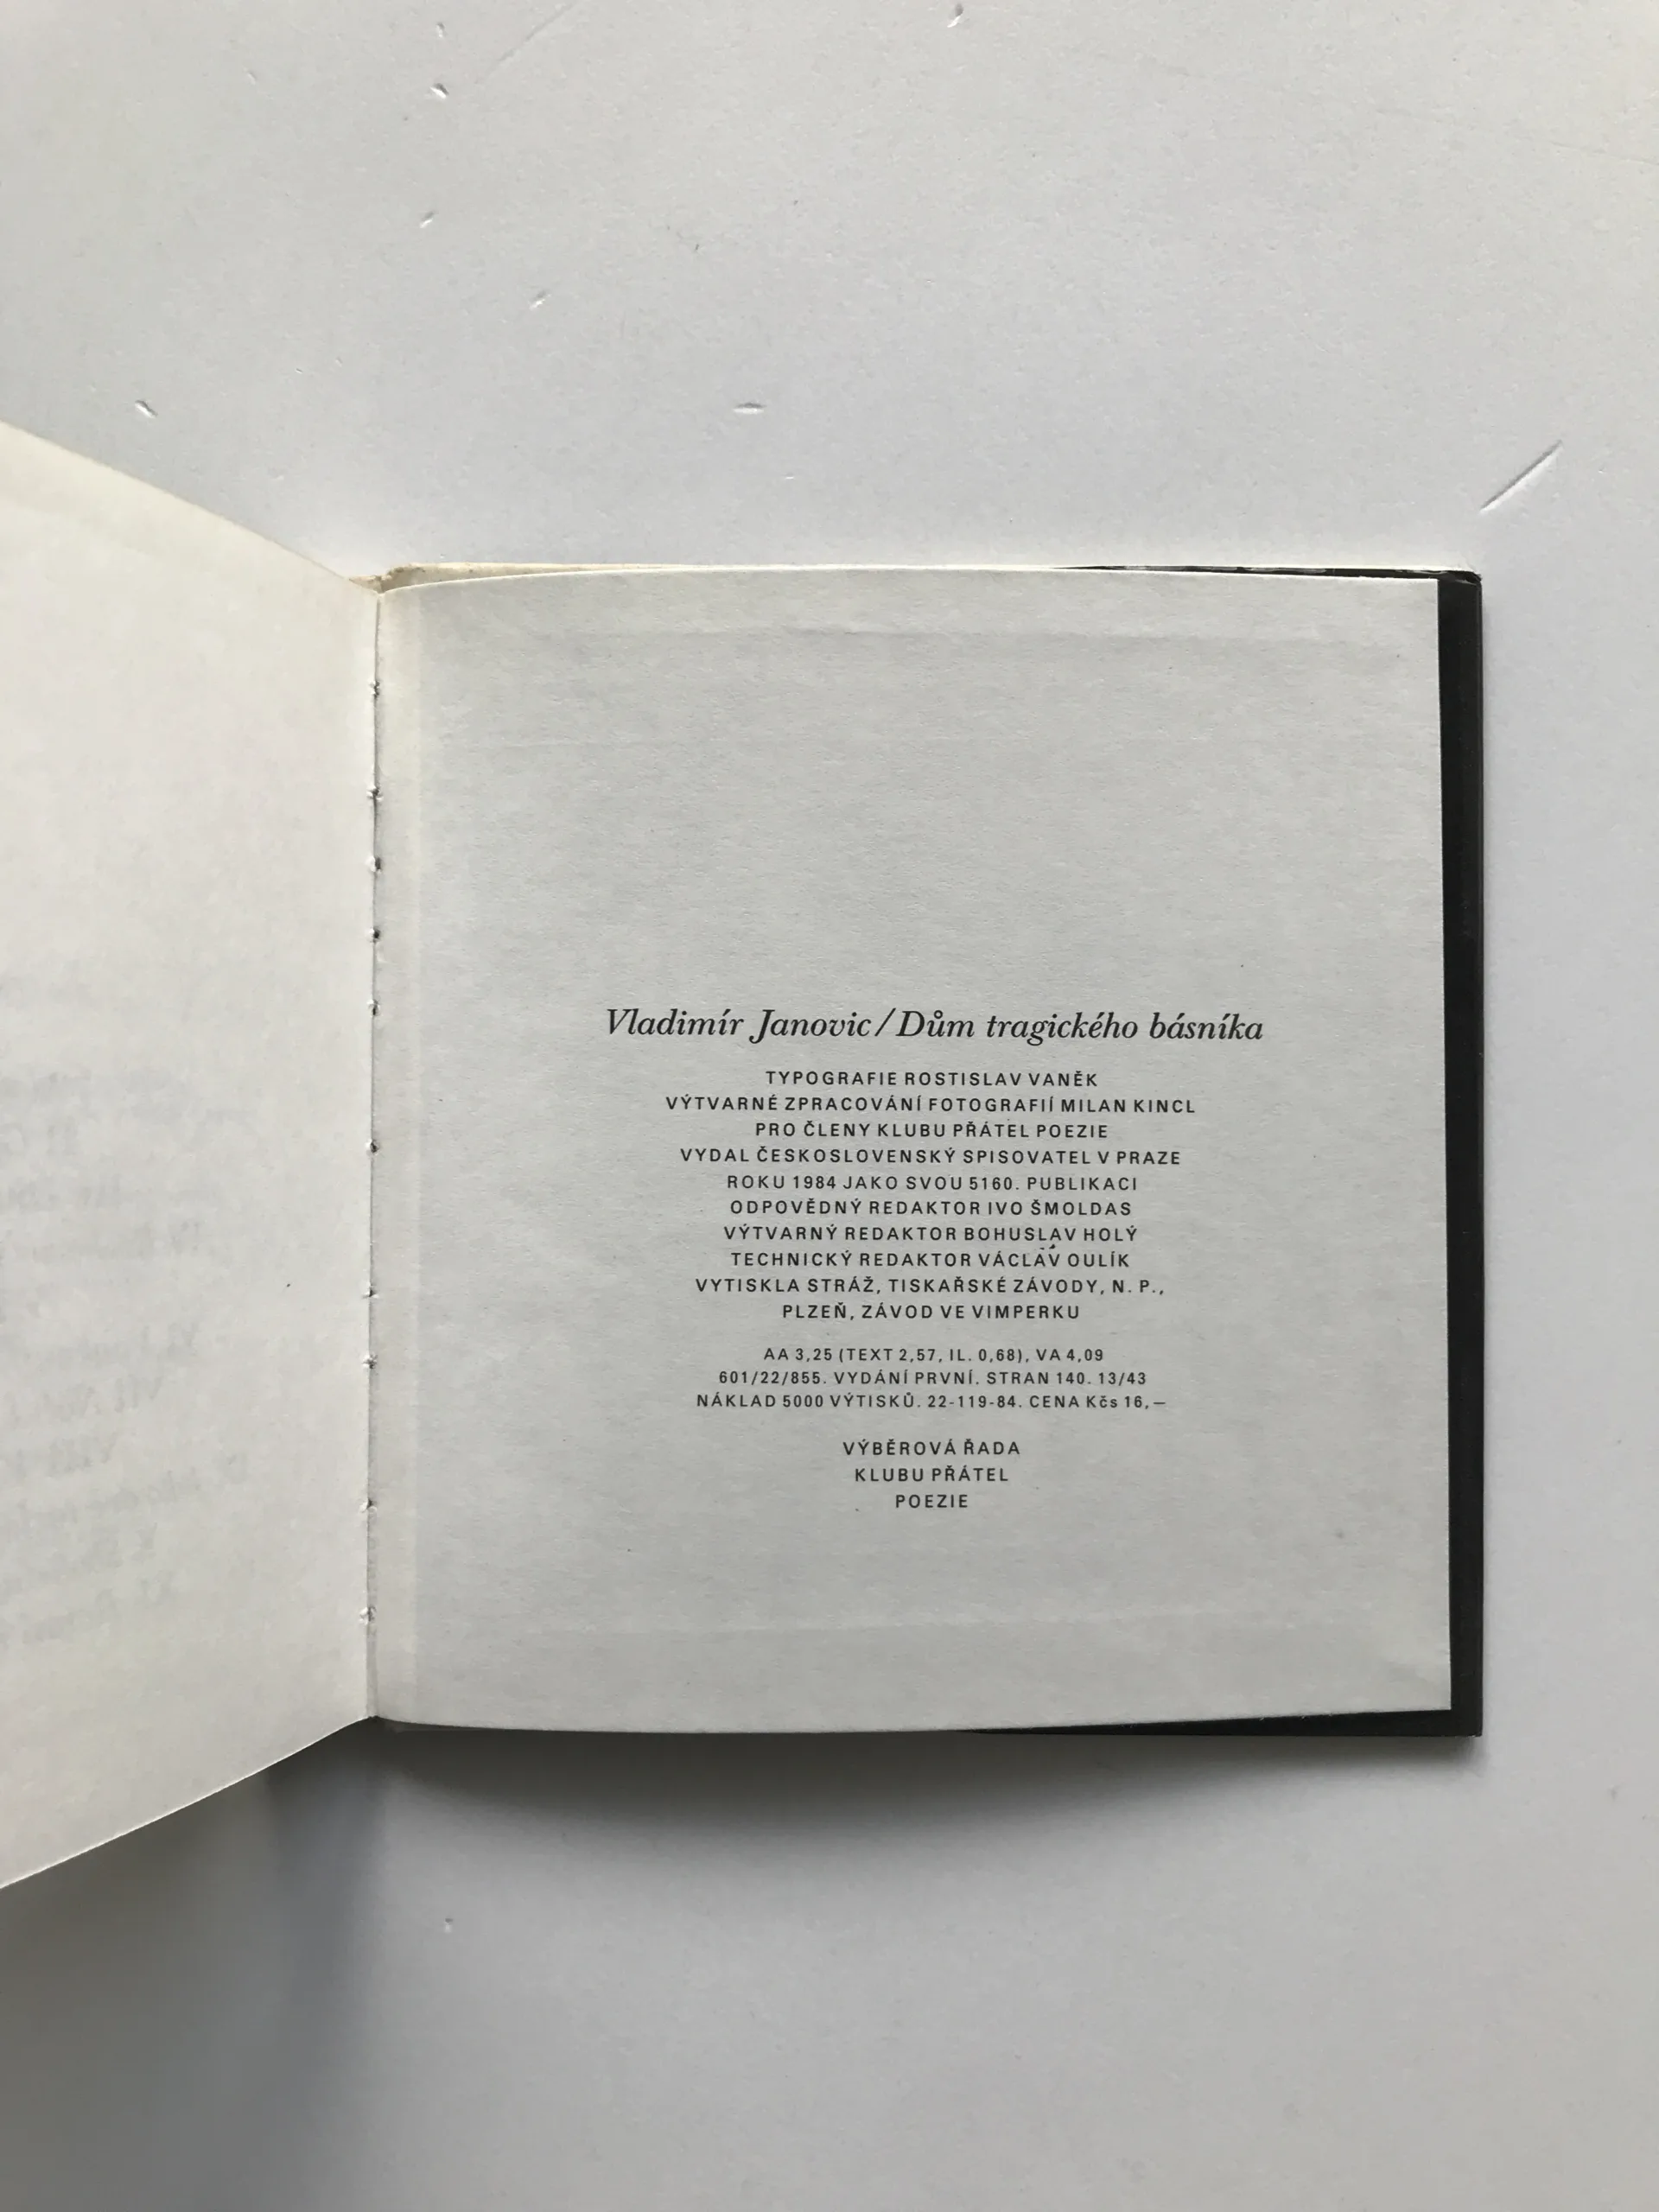 Vladimír Janovic/Dům tragického básníka
TYPOGRAFIE ROSTISLAV VANĚK
VÝTVARNÉ ZPRACOVÁNÍ FOTOGRAFIÍ MILAN KINCL
PRO ČLENY KLUBU PŘÁTEL POEZIE
VYDAL ČESKOSLOVENSKÝ SPISOVATEL V PRAZE
ROKU 1984 JAKO SVOU 5160. PUBLIKACI
ODPOVĚDNÝ REDAKTOR IVO ŠMOLDAS
VÝTVARNÝ REDAKTOR BOHUSLAV HOLÝ
TECHNICKÝ REDAKTOR VÁCLAV OULÍK
VYTISKLA STRÁŽ, TISKAŘSKÉ ZÁVODY, N. P.,
PLZEŇ, ZÁVOD VE VIMPERKU
AA 3,25 (TEXT 2,57, IL. 0,68), VA 4,09
601/22/855. VYDÁNÍ PRVNÍ. STRAN 140. 13/43
NÁKLAD 5000 VÝTISKŮ. 22-119-84. CENA Kčs 16,—
VÝBĚROVÁ ŘADA
KLUBU PŘÁTEL
POEZIE